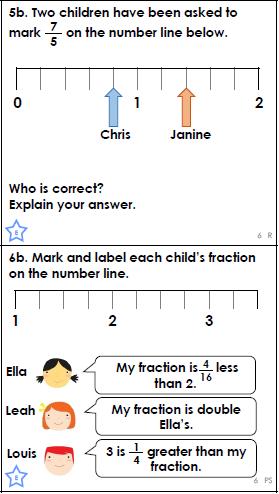 5b. Two children have been asked to
mark 7/5 on the number line below.
0 1 2
Chris Janine
Who is correct?
Explain your answer.
E
6 R
6b. Mark and label each child's fraction
on the number line.
1 2 3
Ella
My fraction is 4/16 less
than 2.
Leah
My fraction is double
Ella's.
Louis
3 is 1/4 greater than my
fraction.
E
6 PS